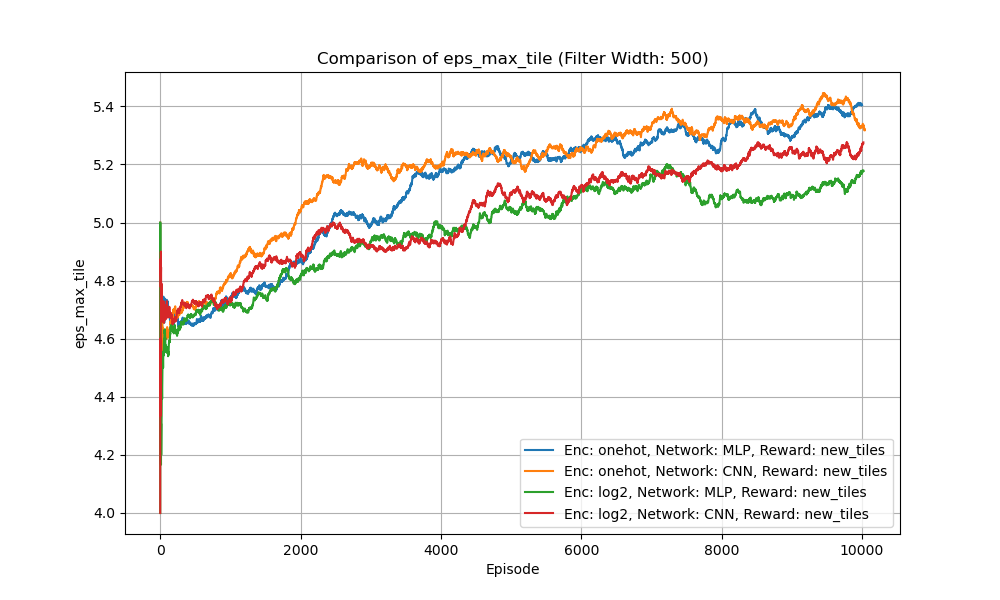 Comparison of eps_max_tile (Filter Width: 500)
eps_max_tile
5.4
5.2
5.0
4.8
4.6
4.4
4.2
4.0
Enc: onehot, Network: MLP, Reward: new_tiles
Enc: onehot, Network: CNN, Reward: new_tiles
Enc: log2, Network: MLP, Reward: new_tiles
Enc: log2, Network: CNN, Reward: new_tiles
0 2000 4000 6000 8000 10000
Episode